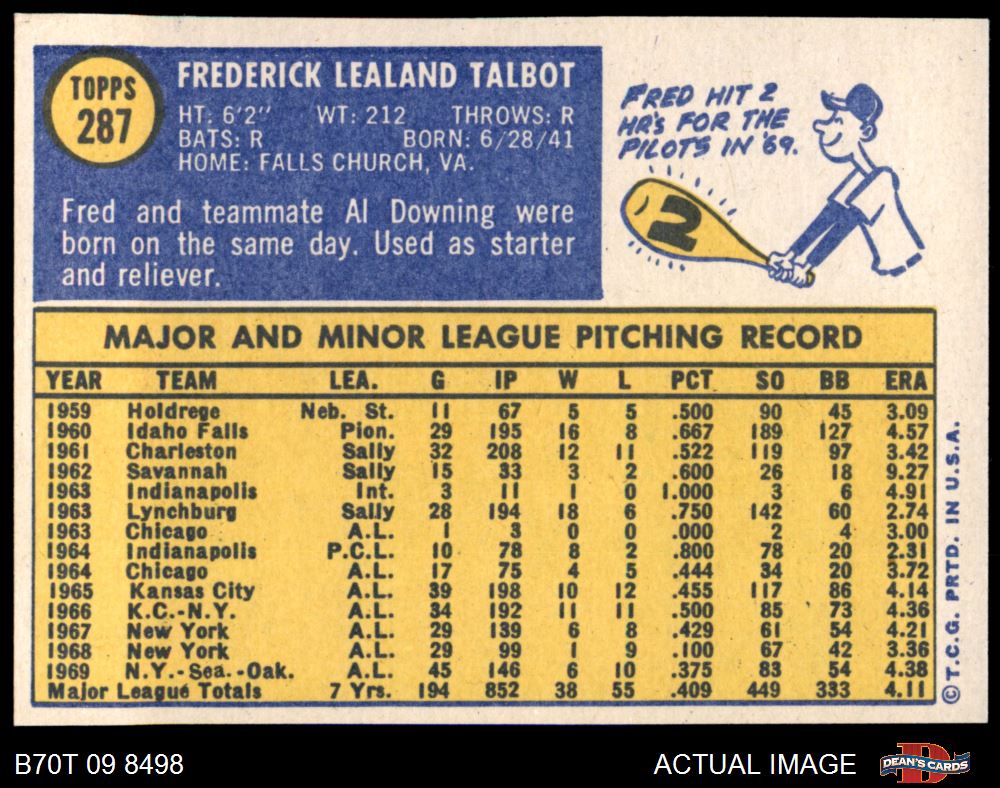 TOPPS
287
FREDERICK LEALAND TALBOT
HT: 6'2" WT: 212 THROWS: R
BATS: R BORN: 6/28/41
HOME: FALLS CHURCH, VA.
Fred and teammate Al Downing were
born on the same day. Used as starter
and reliever.
FRED HIT 2
HR'S FOR THE
PILOTS IN '69.
2
MAJOR AND MINOR LEAGUE PITCHING RECORD
YEAR TEAM LEA. G IP W L PCT SO BB ERA
1959 Holdrege Neb. St. 11 67 5 5 .500 90 45 3.09
1960 Idaho Falls Pion. 29 195 16 8 .667 189 127 4.57
1961 Charleston Sally 32 208 12 11 .522 119 97 3.42
1962 Savannah Sally 15 33 3 2 .600 26 18 9.27
1963 Indianapolis Int. 3 11 1 0 1.000 3 6 4.91
1963 Lynchburg Sally 28 194 18 6 .750 142 60 2.74
1963 Chicago A.L. 1 3 0 0 .000 2 4 3.00
1964 Indianapolis P.C.L. 10 78 8 2 .800 78 20 2.31
1964 Chicago A.L. 17 75 4 5 .444 34 20 3.72
1965 Kansas City A.L. 39 198 10 12 .455 117 86 4.14
1966 K.C.-N.Y. A.L. 34 192 11 11 .500 85 73 4.36
1967 New York A.L. 29 139 6 8 .429 61 54 4.21
1968 New York A.L. 29 99 1 9 .100 67 42 3.36
1969 N.Y.-Sea.-Oak. A.L. 45 146 6 10 .375 83 54 4.38
Major League Totals 7 Yrs. 194 852 38 55 .409 449 333 4.11
© T.C.G. PRTD. IN U.S.A.
B70T 09 8498
ACTUAL IMAGE
D
DEAN'S CARDS